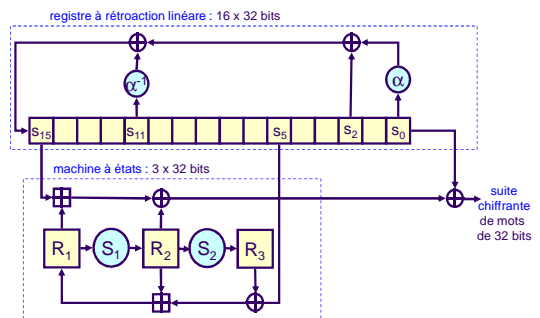 registre à rétroaction linéaire : 16 x 32 bits
α⁻¹
α
s₁₅ s₁₁ s₅ s₂ s₀
machine à états : 3 x 32 bits
suite
chiffrante
de mots
de 32 bits
R₁ S₁ R₂ S₂ R₃